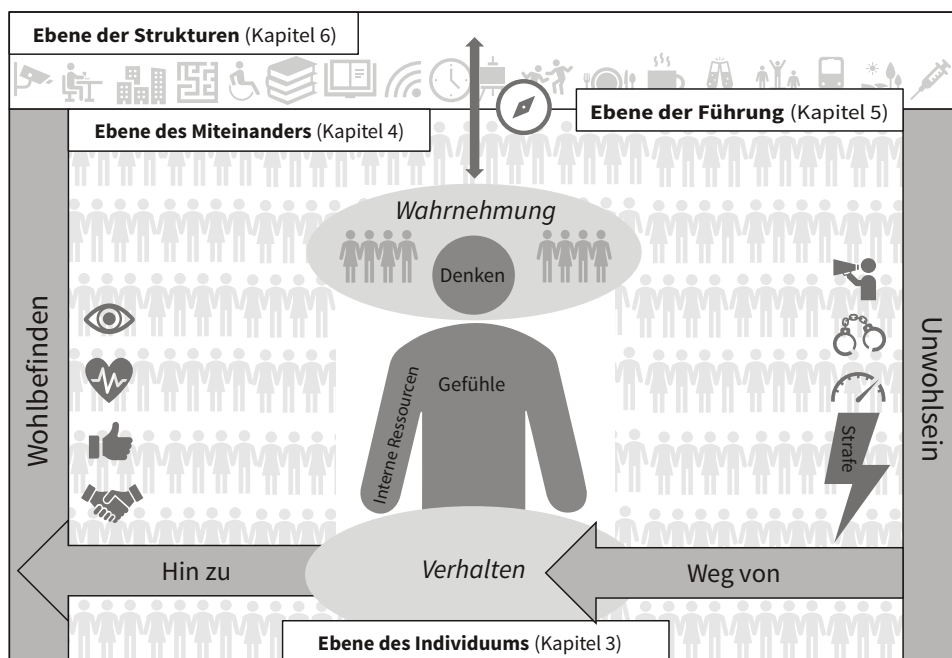 Ebene der Strukturen (Kapitel 6)
Ebene des Miteinanders (Kapitel 4)
Ebene der Führung (Kapitel 5)
Wahrnehmung
Denken
Wohlbefinden
Unwohlsein
Gefühle
Interne Ressourcen
Strafe
Hin zu
Verhalten
Weg von
Ebene des Individuums (Kapitel 3)